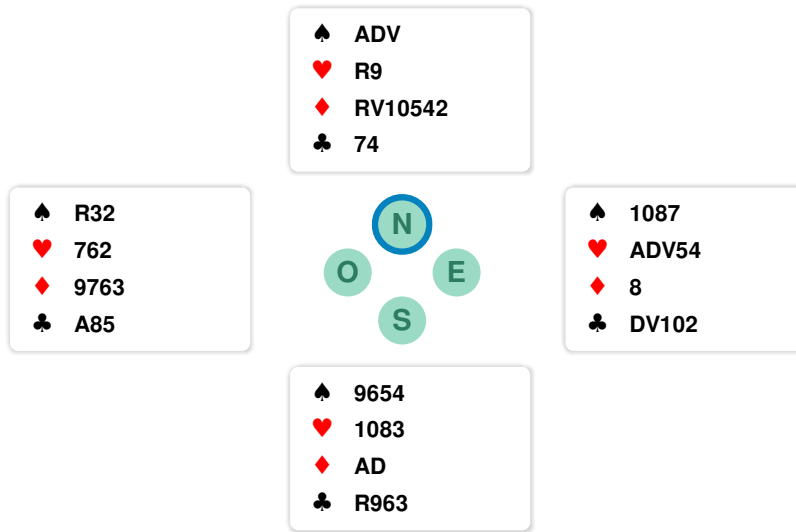 ♠ ADV
♥ R9
♦ RV10542
♣ 74
♠ R32
♥ 762
♦ 9763
♣ A85
N
O
E
S
♠ 1087
♥ ADV54
♦ 8
♣ DV102
♠ 9654
♥ 1083
♦ AD
♣ R963